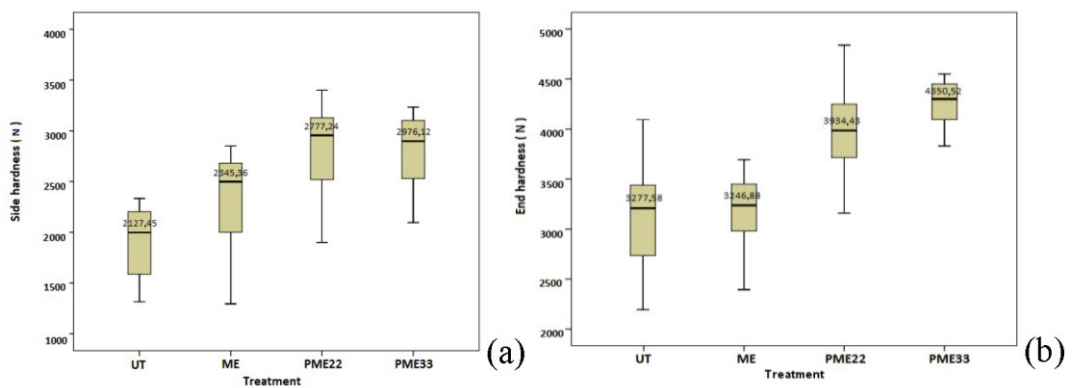 4000
3500
3000
2500
2000
1500
1000
Side hardness ( N )
2127,45
2345,36
2777,24
2976,12
UT ME PME22 PME33
Treatment
(a)
5000
4500
4000
3500
3000
2500
2000
End hardness ( N )
3277,58
3246,88
3934,43
4350,52
UT ME PME22 PME33
Treatment
(b)